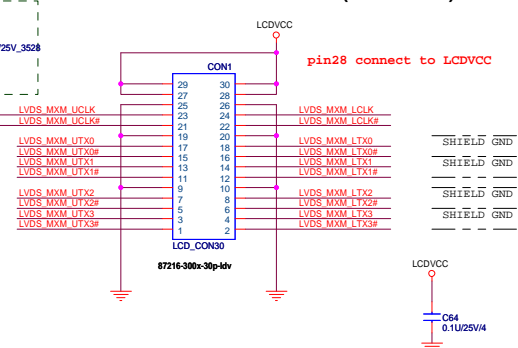 LCDVCC
/25V_3528
pin28 connect to LCDVCC
CON1
29 30
27 28
25 26
LVDS_MXM_UCLK 23 24 LVDS_MXM_LCLK
LVDS_MXM_UCLK# 21 22 LVDS_MXM_LCLK#
19 20
LVDS_MXM_UTX0 17 18 LVDS_MXM_LTX0
LVDS_MXM_UTX0# 15 16 LVDS_MXM_LTX0#
LVDS_MXM_UTX1 13 14 LVDS_MXM_LTX1
LVDS_MXM_UTX1# 11 12 LVDS_MXM_LTX1#
9 10
LVDS_MXM_UTX2 7 8 LVDS_MXM_LTX2
LVDS_MXM_UTX2# 5 6 LVDS_MXM_LTX2#
LVDS_MXM_UTX3 3 4 LVDS_MXM_LTX3
LVDS_MXM_UTX3# 1 2 LVDS_MXM_LTX3#
SHIELD GND
SHIELD GND
SHIELD GND
SHIELD GND
LCD_CON30
87216-300x-30p-ldv
LCDVCC
C64
0.1U/25V/4